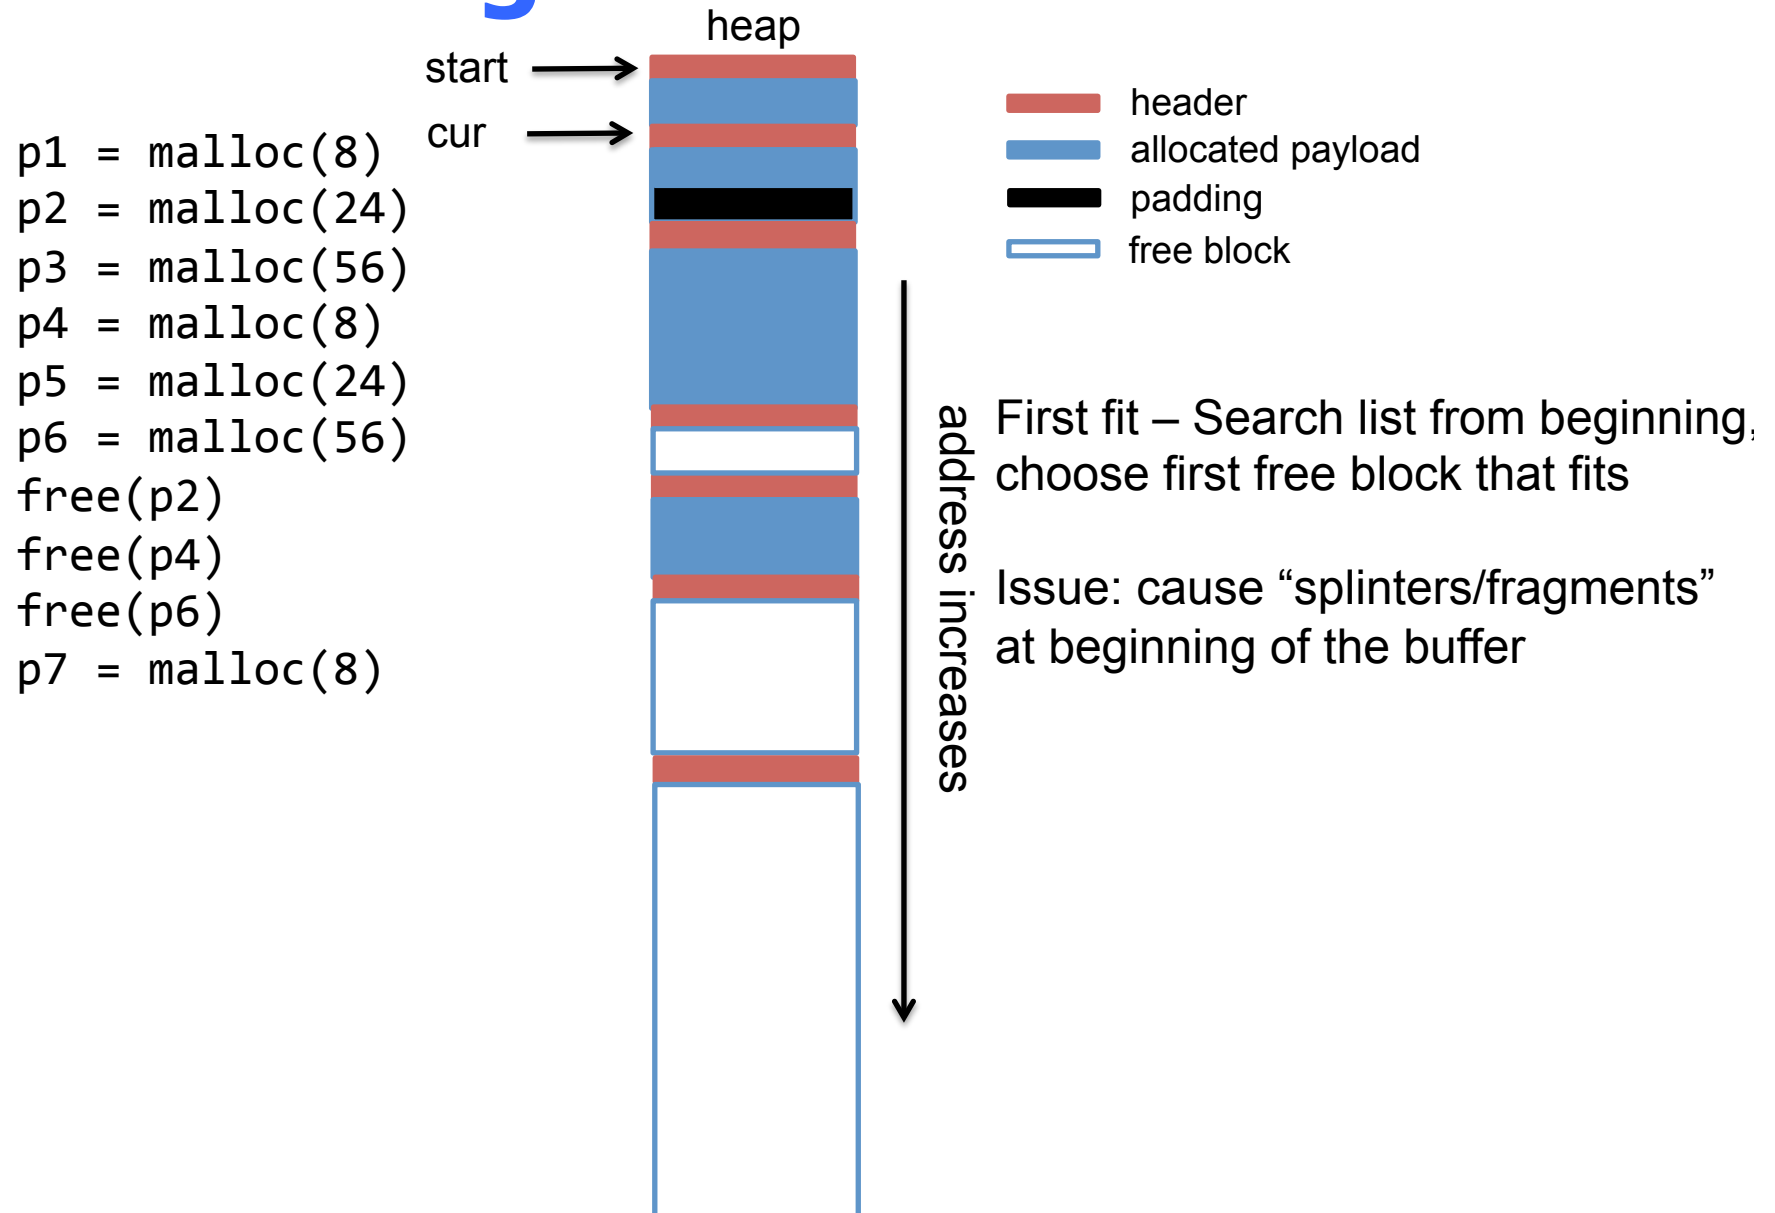 heap
start
cur
p1 = malloc(8)
p2 = malloc(24)
p3 = malloc(56)
p4 = malloc(8)
p5 = malloc(24)
p6 = malloc(56)
free(p2)
free(p4)
free(p6)
p7 = malloc(8)
header
allocated payload
padding
free block
address increases
First fit – Search list from beginning,
choose first free block that fits
Issue: cause “splinters/fragments”
at beginning of the buffer